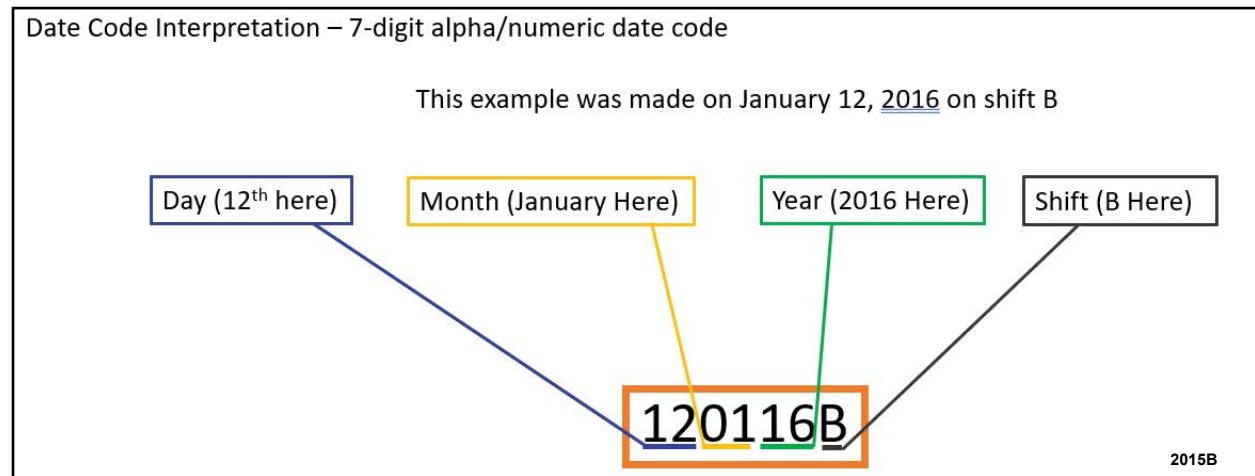 Date Code Interpretation – 7-digit alpha/numeric date code
This example was made on January 12, 2016 on shift B
Day (12th here)
Month (January Here)
Year (2016 Here)
Shift (B Here)
120116B
2015B